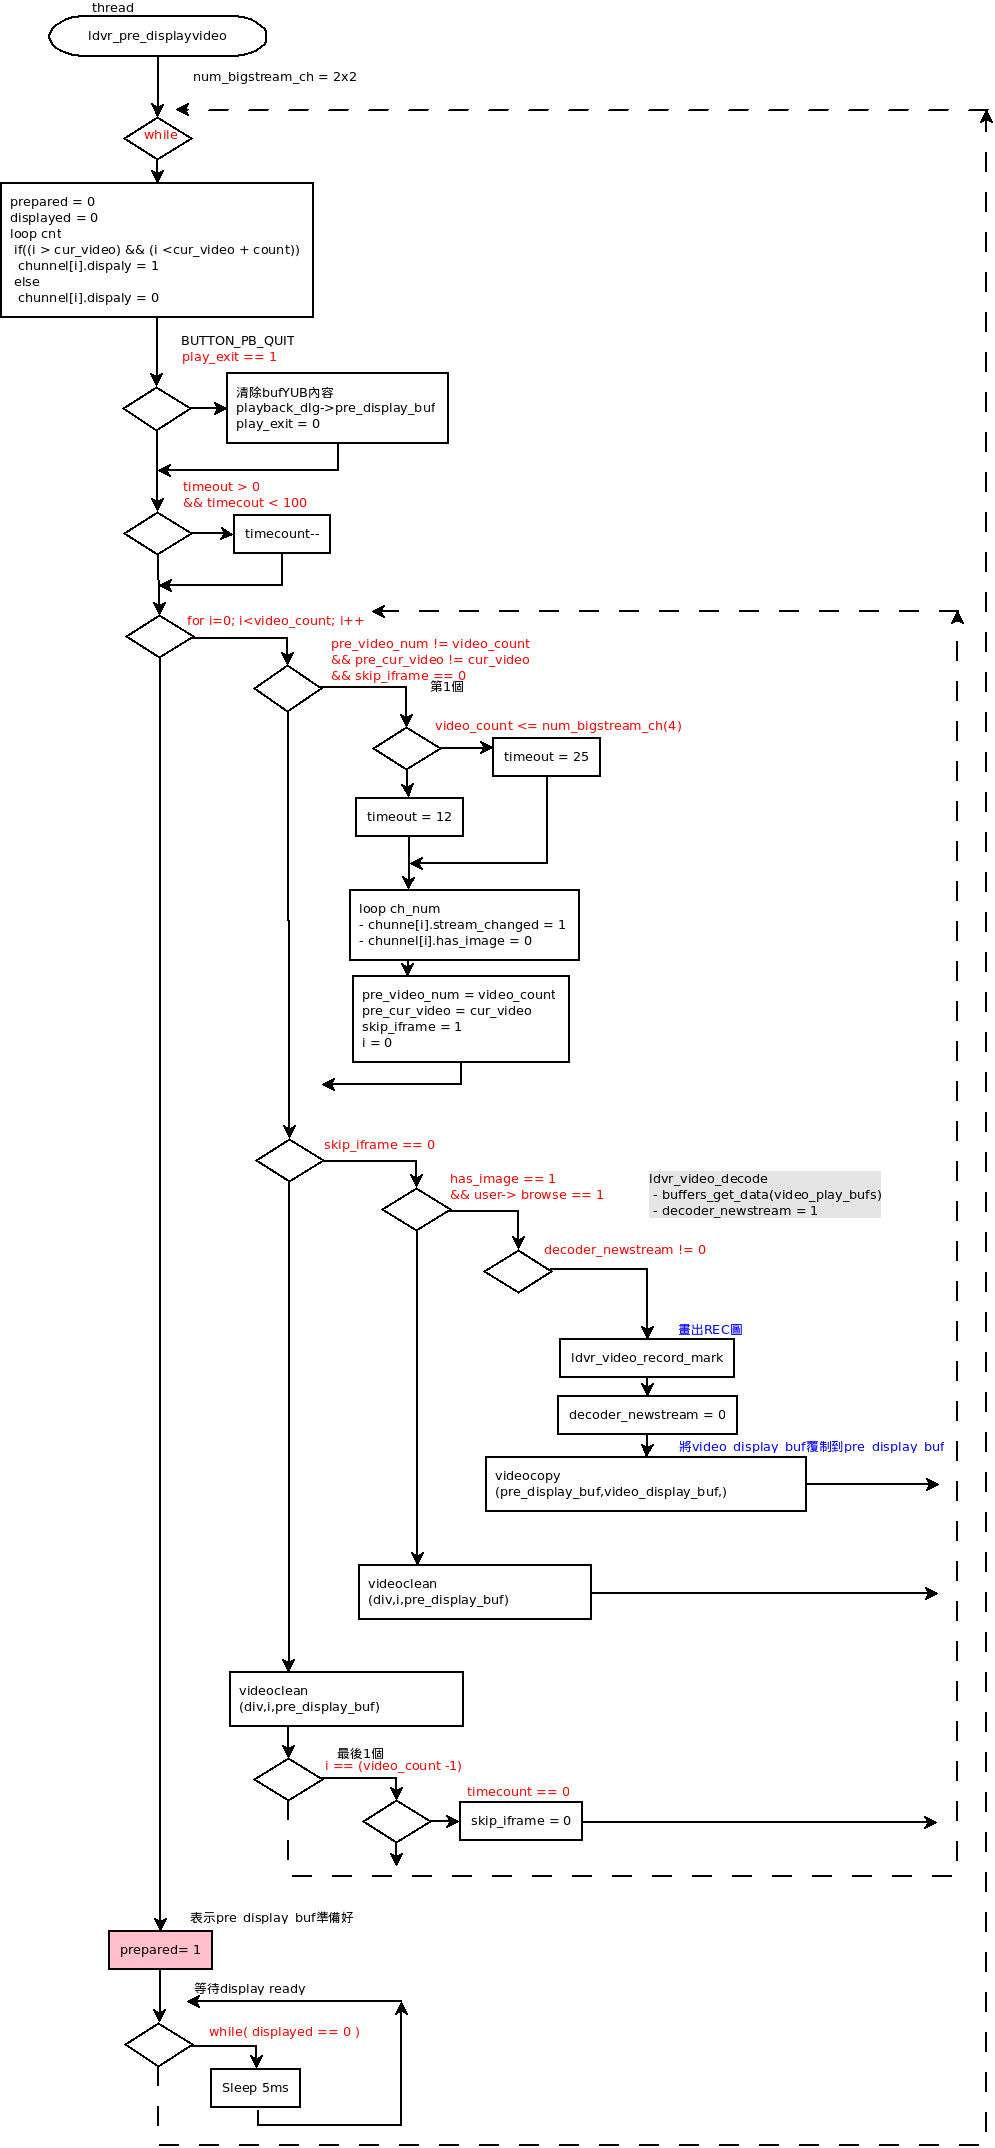 thread
ldvr_pre_displayvideo
num_bigstream_ch = 2x2
while
prepared = 0
displayed = 0
loop cnt
if((i > cur_video) && (i <cur_video + count))
chunnel[i].dispaly = 1
else
chunnel[i].dispaly = 0
BUTTON_PB_QUIT
play_exit == 1
清除bufYUB內容
playback_dlg->pre_display_buf
play_exit = 0
timeout > 0
&& timecout < 100
timecount--
for i=0; i<video_count; i++
pre_video_num != video_count
&& pre_cur_video != cur_video
&& skip_iframe == 0
第1個
video_count <= num_bigstream_ch(4)
timeout = 25
timeout = 12
loop ch_num
- chunne[i].stream_changed = 1
- chunnel[i].has_image = 0
pre_video_num = video_count
pre_cur_video = cur_video
skip_iframe = 1
i = 0
skip_iframe == 0
has_image == 1
&& user-> browse == 1
ldvr_video_decode
- buffers_get_data(video_play_bufs)
- decoder_newstream = 1
decoder_newstream != 0
畫出REC圖
ldvr_video_record_mark
decoder_newstream = 0
將video_display_buf覆制到pre_display_buf
videocopy
(pre_display_buf,video_display_buf,)
videoclean
(div,i,pre_display_buf)
videoclean
(div,i,pre_display_buf)
最後1個
i == (video_count -1)
timecount == 0
skip_iframe = 0
表示pre_display_buf準備好
prepared= 1
等待display ready
while( displayed == 0 )
Sleep 5ms